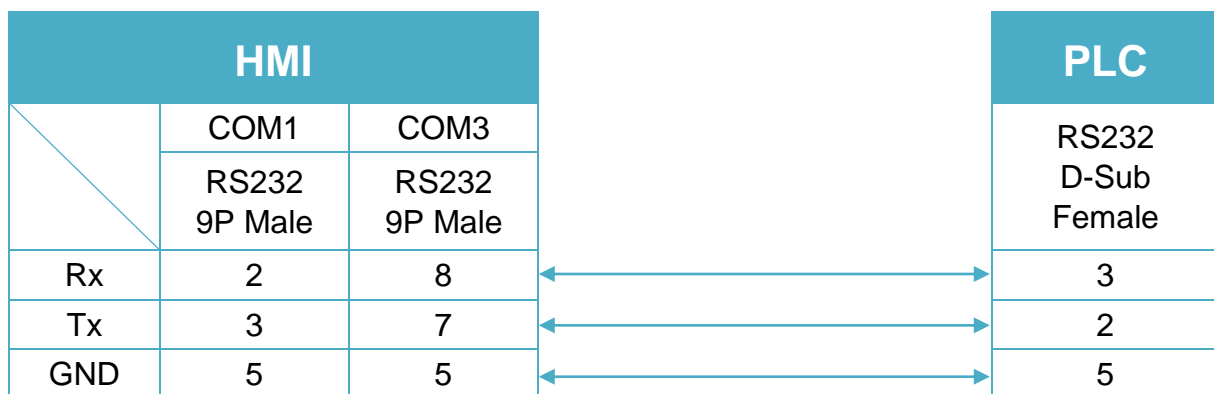 HMI PLC
COM1 COM3
RS232
9P Male
RS232
9P Male
RS232
D-Sub
Female
Rx 2 8 3
Tx 3 7 2
GND 5 5 5